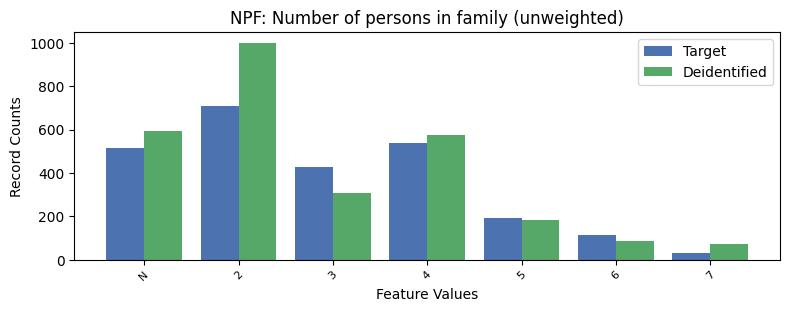 NPF: Number of persons in family (unweighted)
Target
Deidentified
Record Counts
1000
800
600
400
200
0
N 2 3 4 5 6 7
Feature Values